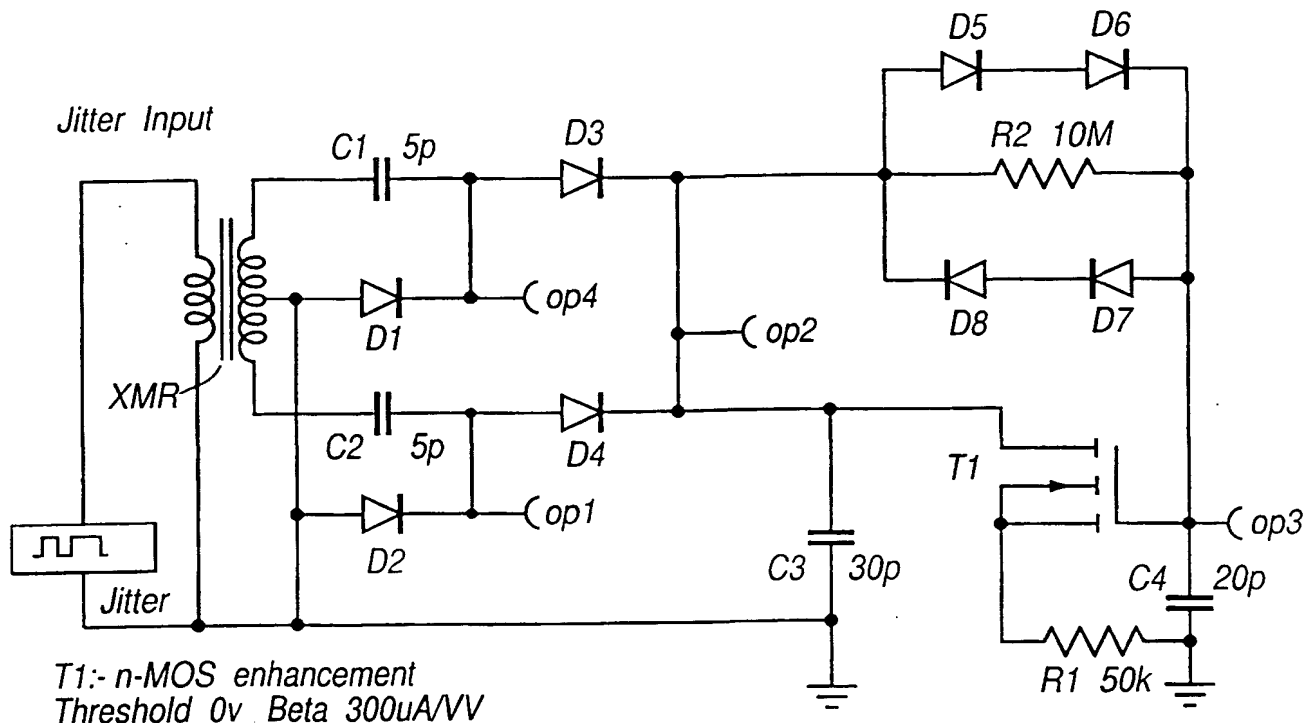 D5
D6
Jitter Input
C1 5p
D3
R2 10M
D1
op4
D8
D7
op2
XMR
C2 5p
D4
T1
D2
op1
C3 30p
op3
C4 20p
Jitter
R1 50k
T1:- n-MOS enhancement
Threshold 0v Beta 300uA/VV